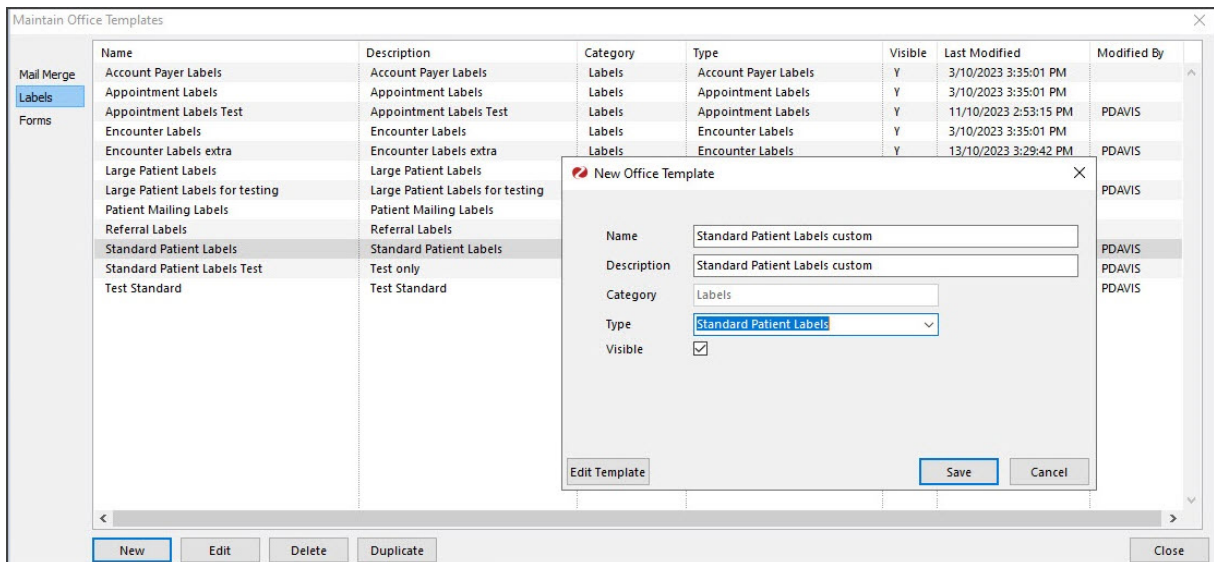 Maintain Office Templates
Name Description Category Type Visible Last Modified Modified By
Mail Merge
Labels
Forms
Account Payer Labels Account Payer Labels Labels Account Payer Labels Y 3/10/2023 3:35:01 PM
Appointment Labels Appointment Labels Labels Appointment Labels Y 3/10/2023 3:35:01 PM
Appointment Labels Test Appointment Labels Test Labels Appointment Labels Y 11/10/2023 2:53:15 PM PDAVIS
Encounter Labels Encounter Labels Labels Encounter Labels Y 3/10/2023 3:35:01 PM
Encounter Labels extra Encounter Labels extra Labels Encounter Labels Y 13/10/2023 3:29:42 PM PDAVIS
Large Patient Labels Large Patient Labels
Large Patient Labels for testing Large Patient Labels for testing PDAVIS
Patient Mailing Labels Patient Mailing Labels
Referral Labels Referral Labels
Standard Patient Labels Standard Patient Labels PDAVIS
Standard Patient Labels Test Test only PDAVIS
Test Standard Test Standard PDAVIS
New Office Template
Name Standard Patient Labels custom
Description Standard Patient Labels custom
Category Labels
Type Standard Patient Labels
Visible
Edit Template Save Cancel
New Edit Delete Duplicate Close